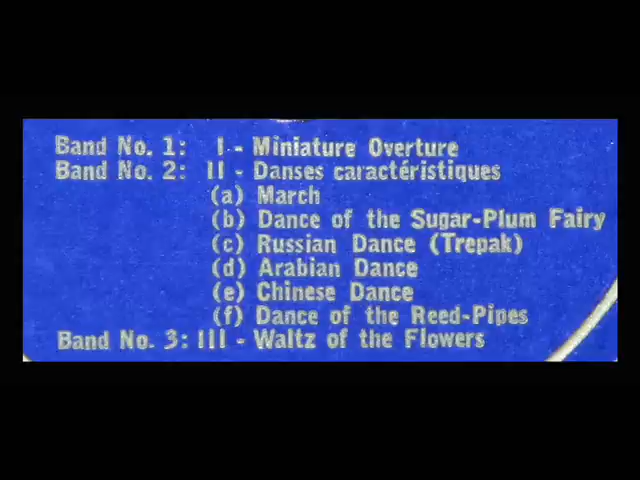 Band No. 1: I - Miniature Overture
Band No. 2: II - Danses caractéristiques
(a) March
(b) Dance of the Sugar-Plum Fairy
(c) Russian Dance (Trepak)
(d) Arabian Dance
(e) Chinese Dance
(f) Dance of the Reed-Pipes
Band No. 3: III - Waltz of the Flowers